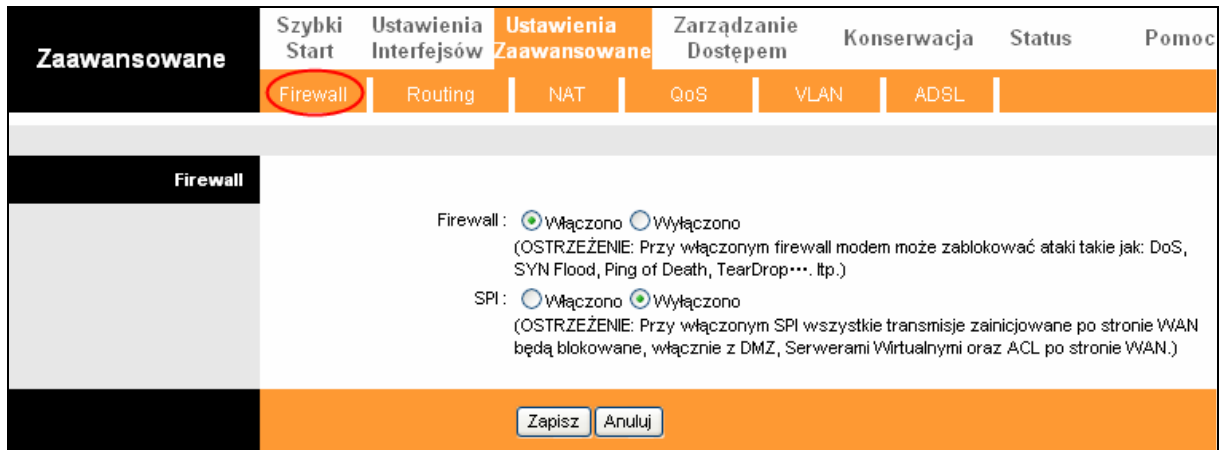 Zaawansowane
Szybki Start
Ustawienia Interfejsów
Ustawienia Zaawansowane
Zarządzanie Dostępem
Konserwacja
Status
Pomoc
Firewall
Routing
NAT
QoS
VLAN
ADSL
Firewall
Firewall : Włączono Wyłączono
(OSTRZEŻENIE: Przy włączonym firewall modem może zablokować ataki takie jak: DoS,
SYN Flood, Ping of Death, TearDrop⋯. Itp.)
SPI : Włączono Wyłączono
(OSTRZEŻENIE: Przy włączonym SPI wszystkie transmisje zainicjowane po stronie WAN
będą blokowane, włącznie z DMZ, Serwerami Wirtualnymi oraz ACL po stronie WAN.)
Zapisz Anuluj